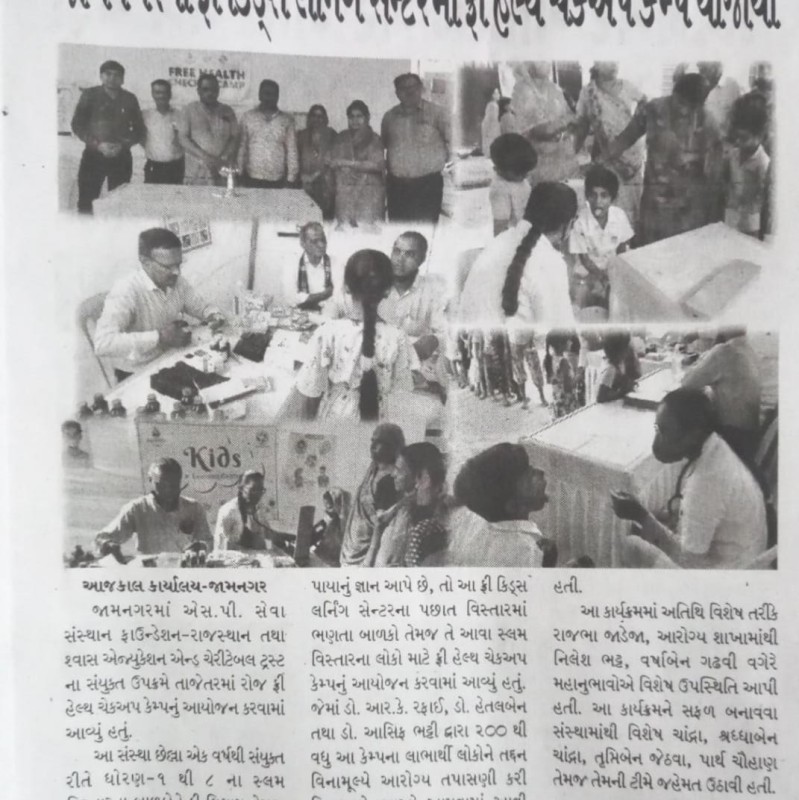 ફ્રી હેલ્થ ચેકઅપ કેમ્પ યોજાયો
FREE HEALTH
CHECKUP CAMP
Kids
આજકાલ કાર્યાલય-જામનગર
જામનગરમાં એસ.પી. સેવા
સંસ્થાન ફાઉન્ડેશન-રાજસ્થાન તથા
શ્વાસ એજ્યુકેશન એન્ડ ચેરીટેબલ ટ્રસ્ટ
ના સંયુક્ત ઉપક્રમે તાજેતરમાં રોજ ફ્રી
હેલ્થ ચેકઅપ કેમ્પનું આયોજન કરવામાં
આવ્યું હતું.
આ સંસ્થા છેલ્લા એક વર્ષથી સંયુક્ત
રીતે ધોરણ-૧ થી ૮ ના સ્લમ
પાયાનું જ્ઞાન આપે છે, તો આ ફ્રી કિડ્સ
લર્નિંગ સેન્ટરના પછાત વિસ્તારમાં
ભણતા બાળકો તેમજ તે આવા સ્લમ
વિસ્તારના લોકો માટે ફ્રી હેલ્થ ચેકઅપ
કેમ્પનું આયોજન કરવામાં આવ્યું હતું.
જેમાં ડો. આર.કે. રફાઈ, ડો. હેતલબેન
તથા ડો. આસિફ ભટ્ટી દ્વારા ૨૦૦ થી
વધુ આ કેમ્પના લાભાર્થી લોકોને તદ્દન
વિનામૂલ્યે આરોગ્ય તપાસણી કરી
હતી.
આ કાર્યક્રમમાં અતિથિ વિશેષ તરીકે
રાજભા જાડેજા, આરોગ્ય શાખામાંથી
નિલેશ ભટ્ટ, વર્ષાબેન ગઢવી વગેરે
મહાનુભાવોએ વિશેષ ઉપસ્થિતિ આપી
હતી. આ કાર્યક્રમને સફળ બનાવવા
સંસ્થામાંથી વિશેષ ચાંદ્રા, શ્રધ્ધાબેન
ચાંદ્રા, તૃપ્તિબેન જેઠવા, પાર્થ ચૌહાણ
તેમજ તેમની ટીમે જહેમત ઉઠાવી હતી.